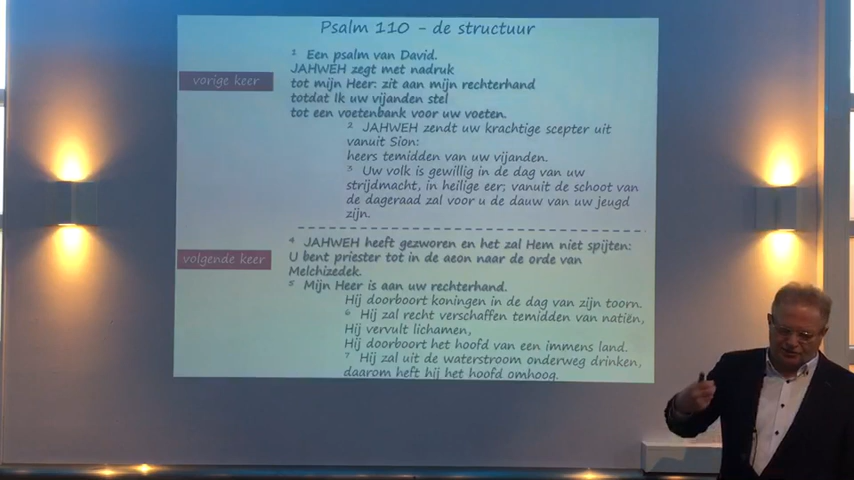 Psalm 110 - de structuur
1 Een psalm van David.
JAHWEH zegt met nadruk
vorige keer
tot mijn Heer: zit aan mijn rechterhand
totdat Ik uw vijanden stel
tot een voetenbank voor uw voeten.
2 JAHWEH zendt uw krachtige scepter uit
vanuit Sion:
heers temidden van uw vijanden.
3 Uw volk is gewillig in de dag van uw
strijdmacht, in heilige eer; vanuit de schoot van
de dageraad zal voor u de dauw van uw jeugd
zijn.
4 JAHWEH heeft gezworen en het zal Hem niet spijten:
volgende keer
U bent priester tot in de aeon naar de orde van
Melchizedek.
5 Mijn Heer is aan uw rechterhand.
Hij doorboort koningen in de dag van zijn toorn.
6 Hij zal recht verschaffen temidden van natiën,
Hij vervult lichamen,
Hij doorboort het hoofd van een immens land.
7 Hij zal uit de waterstroom onderweg drinken,
daarom heft hij het hoofd omhoog.